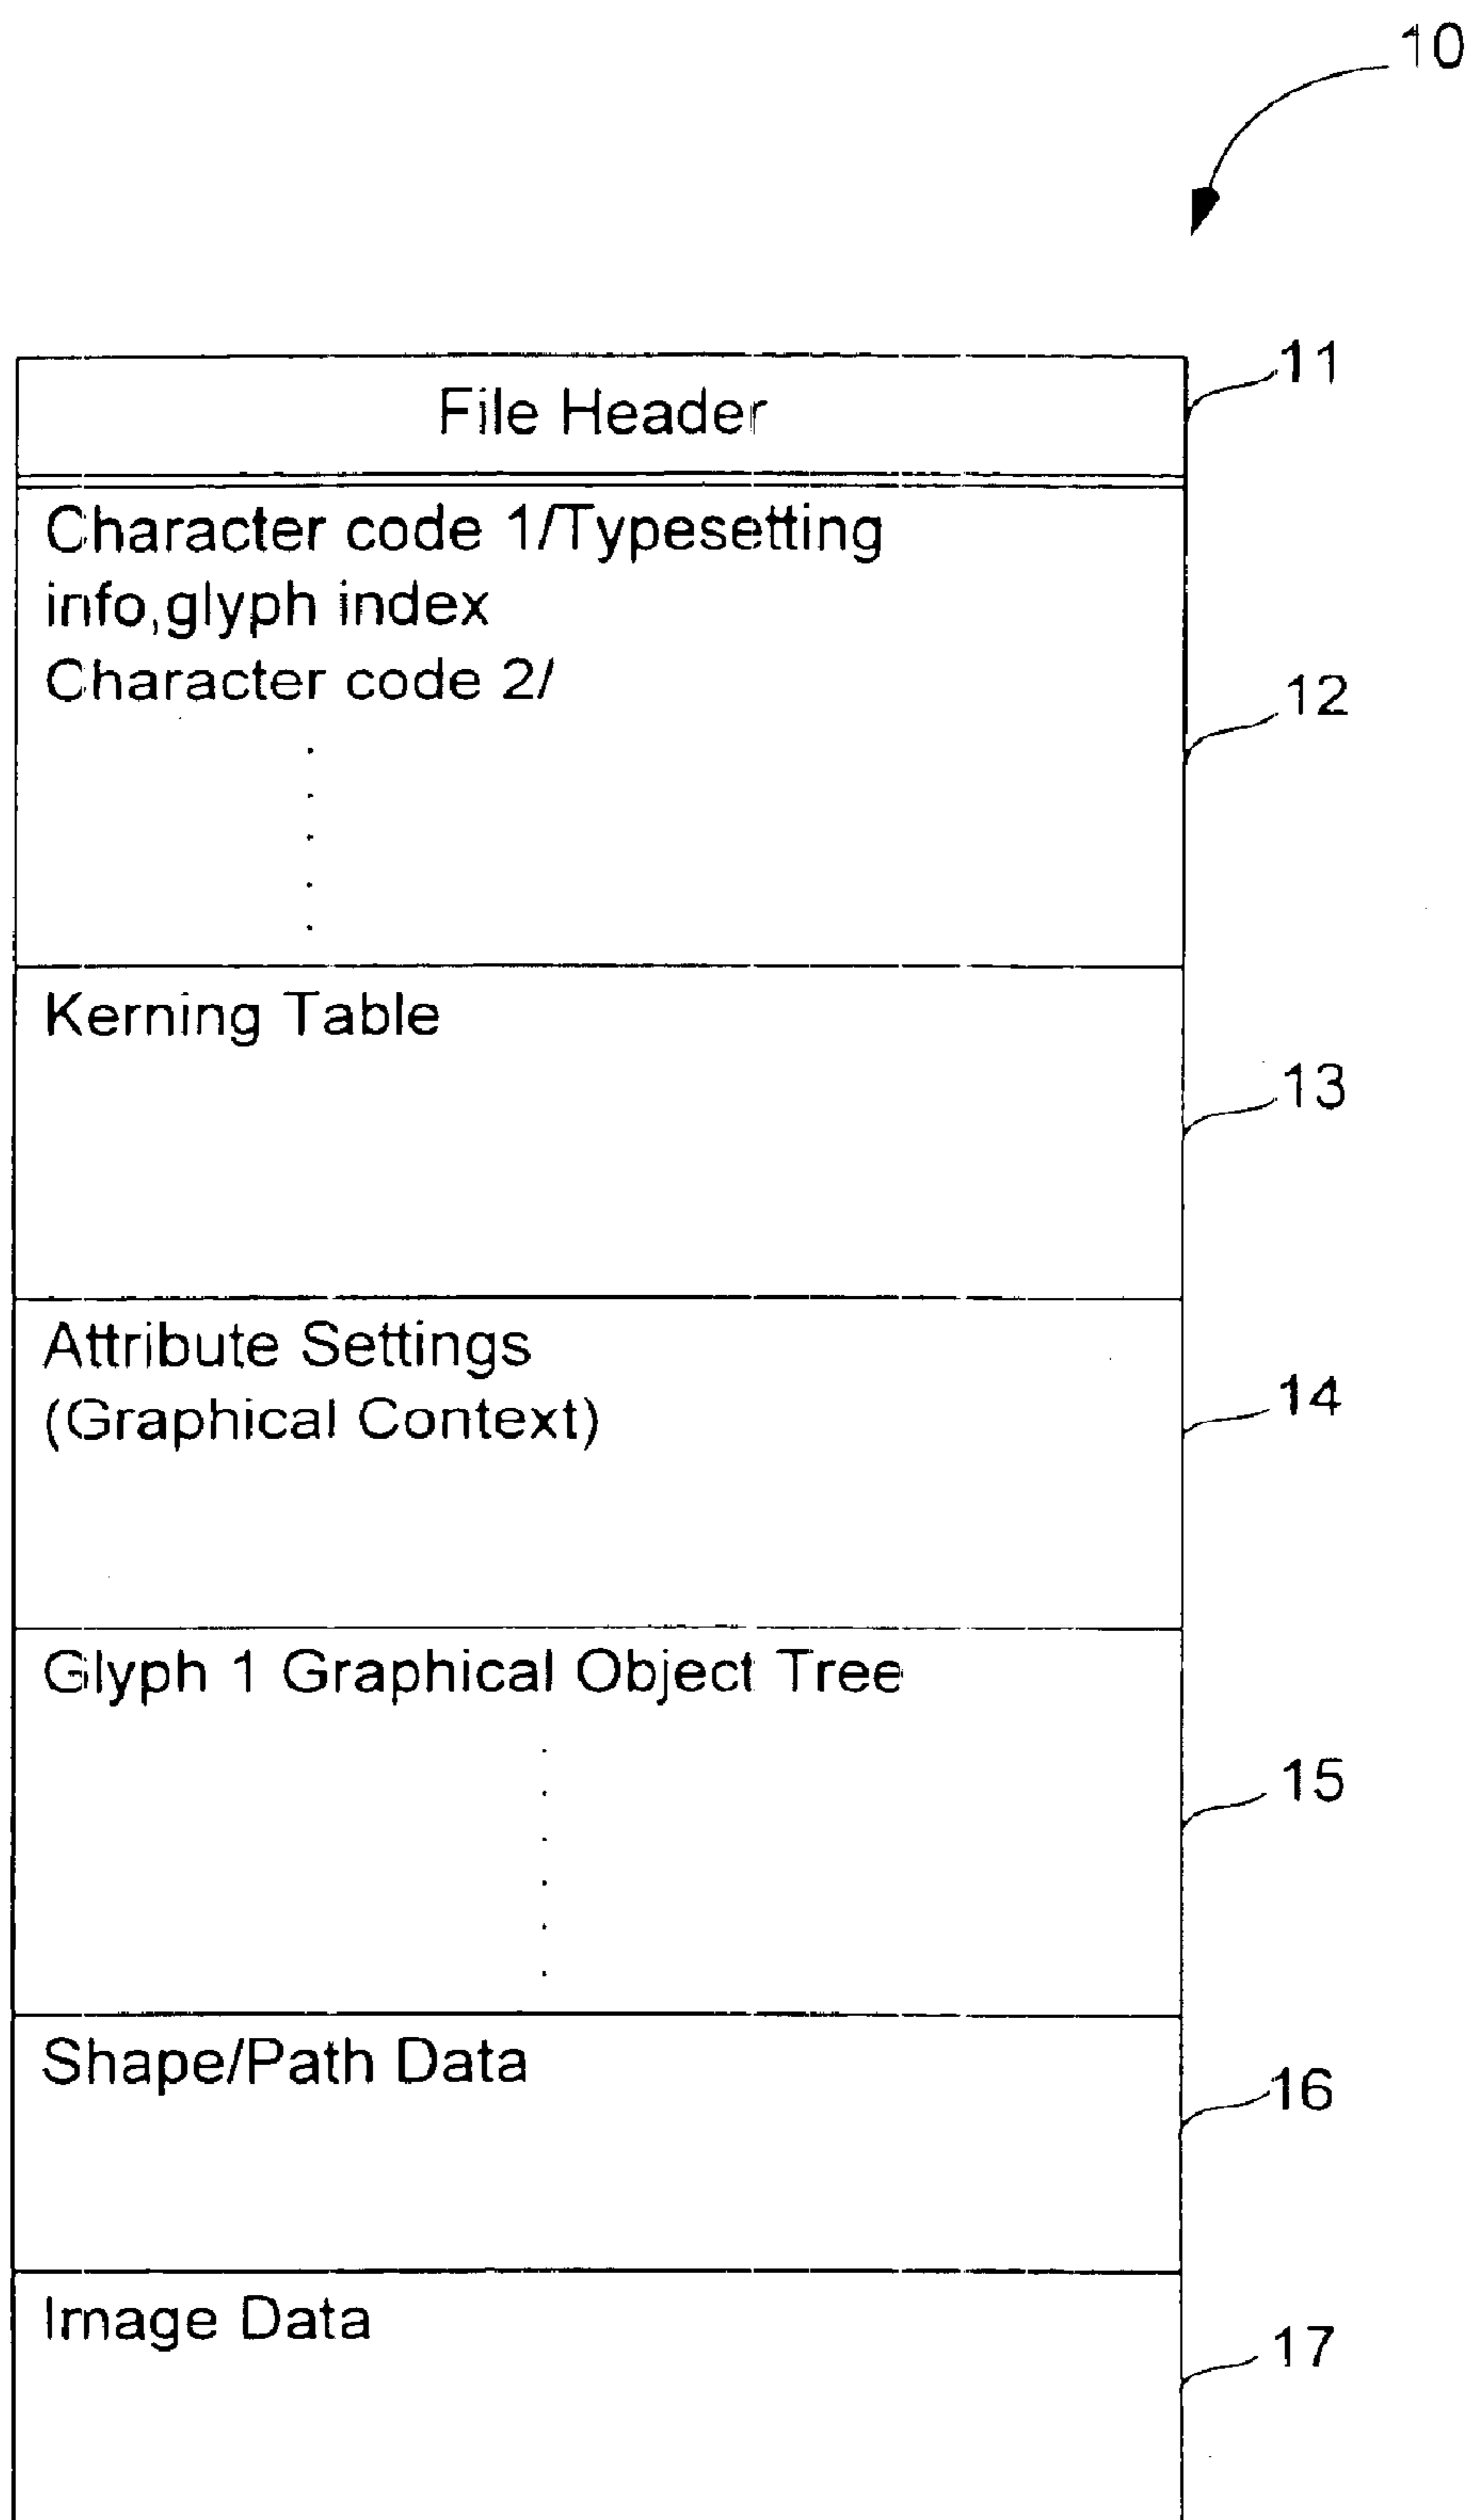 10
File Header
11
Character code 1/Typesetting
info,glyph index
Character code 2/
12
Kerning Table
13
Attribute Settings
(Graphical Context)
14
Glyph 1 Graphical Object Tree
15
Shape/Path Data
16
Image Data
17